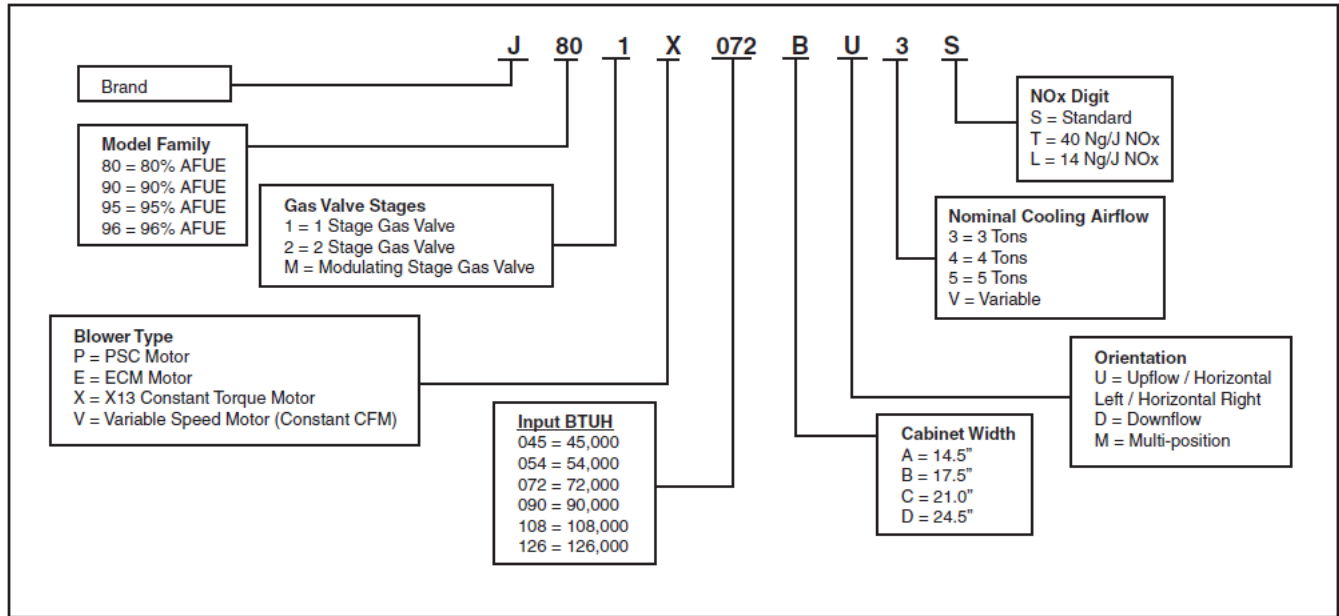 J 80 1 X 072 B U 3 S
Brand
Model Family
80 = 80% AFUE
90 = 90% AFUE
95 = 95% AFUE
96 = 96% AFUE
Gas Valve Stages
1 = 1 Stage Gas Valve
2 = 2 Stage Gas Valve
M = Modulating Stage Gas Valve
Blower Type
P = PSC Motor
E = ECM Motor
X = X13 Constant Torque Motor
V = Variable Speed Motor (Constant CFM)
Input BTUH
045 = 45,000
054 = 54,000
072 = 72,000
090 = 90,000
108 = 108,000
126 = 126,000
Cabinet Width
A = 14.5”
B = 17.5”
C = 21.0”
D = 24.5”
Orientation
U = Upflow / Horizontal
Left / Horizontal Right
D = Downflow
M = Multi-position
Nominal Cooling Airflow
3 = 3 Tons
4 = 4 Tons
5 = 5 Tons
V = Variable
NOx Digit
S = Standard
T = 40 Ng/J NOx
L = 14 Ng/J NOx